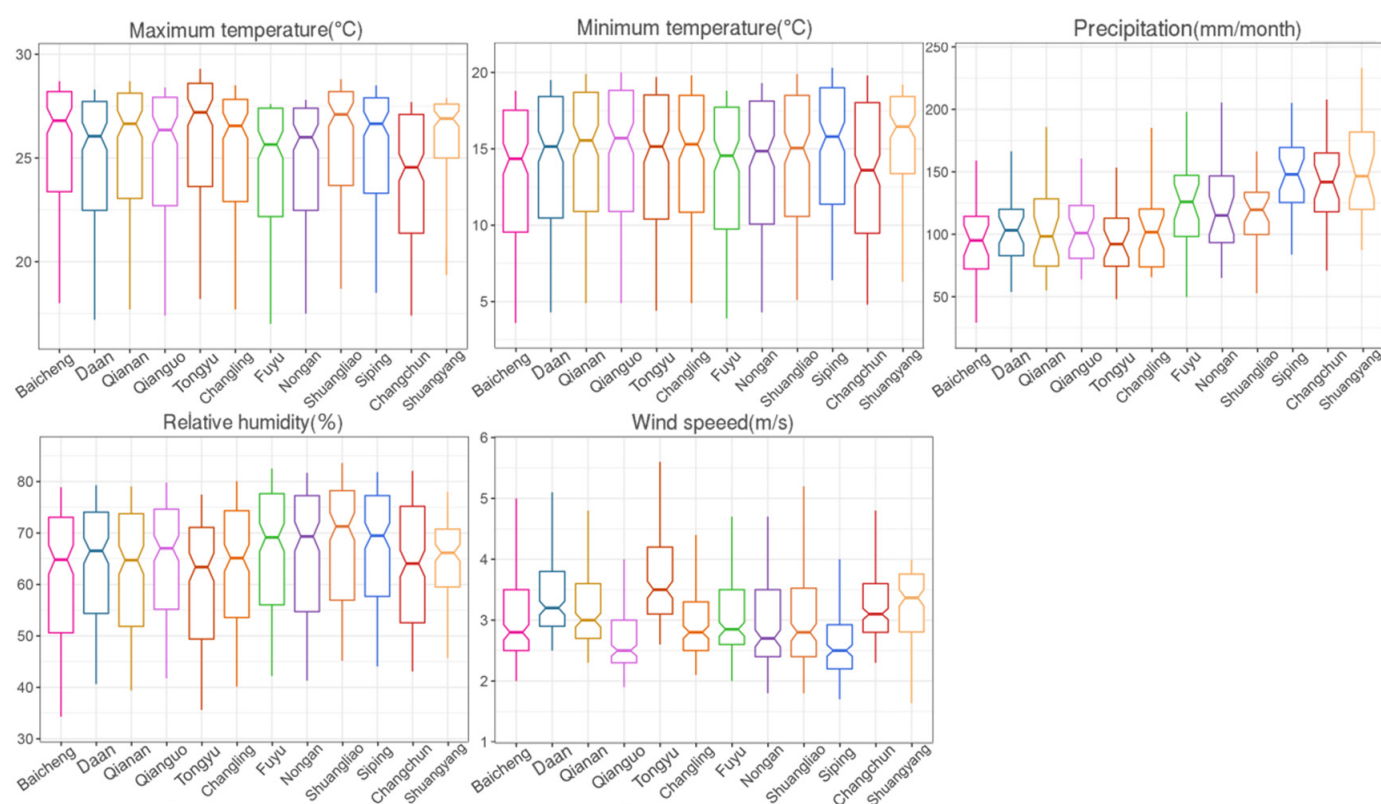 Maximum temperature(°C)
30
25
20
Baicheng
Daan
Qianan
Qianguo
Tongyu
Changling
Fuyu
Nongan
Shuangliao
Siping
Changchun
Shuangyang
Minimum temperature(°C)
20
15
10
5
Baicheng
Daan
Qianan
Qianguo
Tongyu
Changling
Fuyu
Nongan
Shuangliao
Siping
Changchun
Shuangyang
Precipitation(mm/month)
250
200
150
100
50
Baicheng
Daan
Qianan
Qianguo
Tongyu
Changling
Fuyu
Nongan
Shuangliao
Siping
Changchun
Shuangyang
Relative humidity(%)
80
70
60
50
40
30
Baicheng
Daan
Qianan
Qianguo
Tongyu
Changling
Fuyu
Nongan
Shuangliao
Siping
Changchun
Shuangyang
Wind speeed(m/s)
6
5
4
3
2
1
Baicheng
Daan
Qianan
Qianguo
Tongyu
Changling
Fuyu
Nongan
Shuangliao
Siping
Changchun
Shuangyang